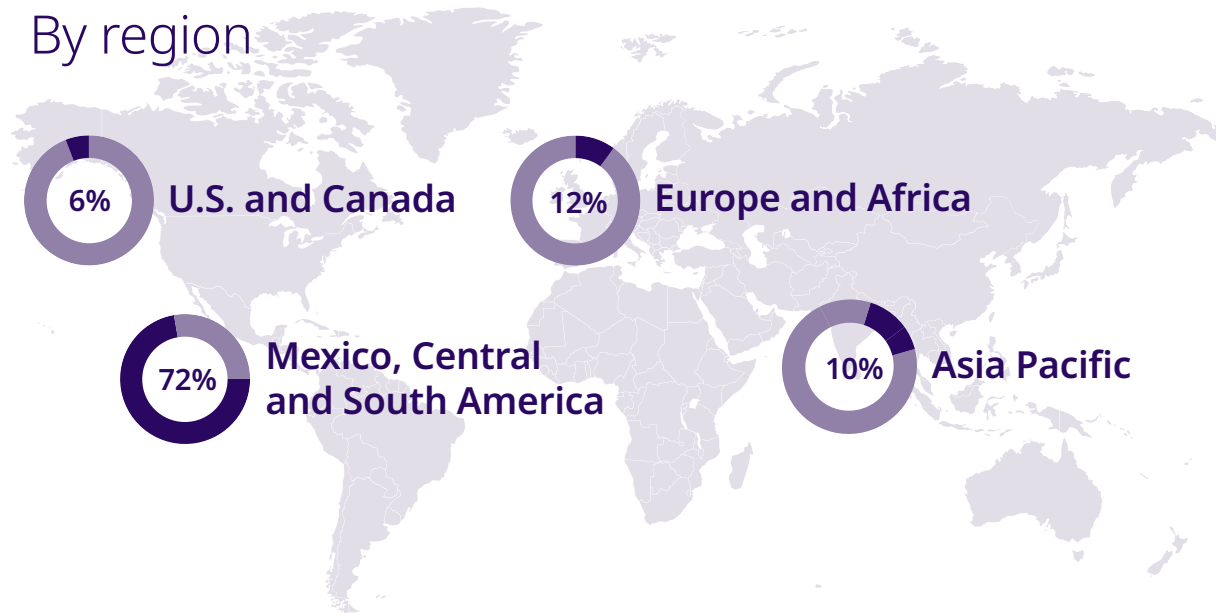 By region
6%
U.S. and Canada
12%
Europe and Africa
72%
Mexico, Central
and South America
10%
Asia Pacific